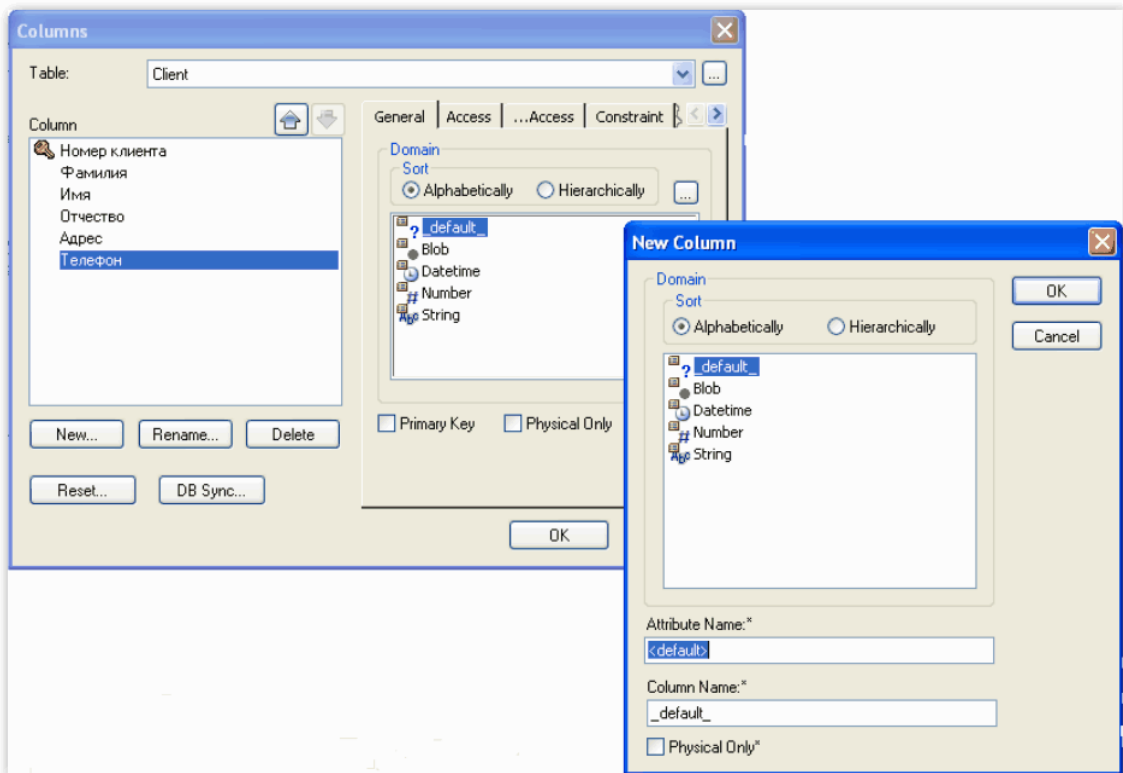 Columns
Table:
Client
...
Column
Номер клиента
Фамилия
Имя
Отчество
Адрес
Телефон
New...
Rename...
Delete
Reset...
DB Sync...
General
Access
...Access
Constraint
Domain
Sort
Alphabetically
Hierarchically
...
_default_
Blob
Datetime
Number
String
Primary Key
Physical Only
OK
New Column
Domain
Sort
Alphabetically
Hierarchically
_default_
Blob
Datetime
Number
String
OK
Cancel
Attribute Name:*
<default>
Column Name:*
_default_
Physical Only*